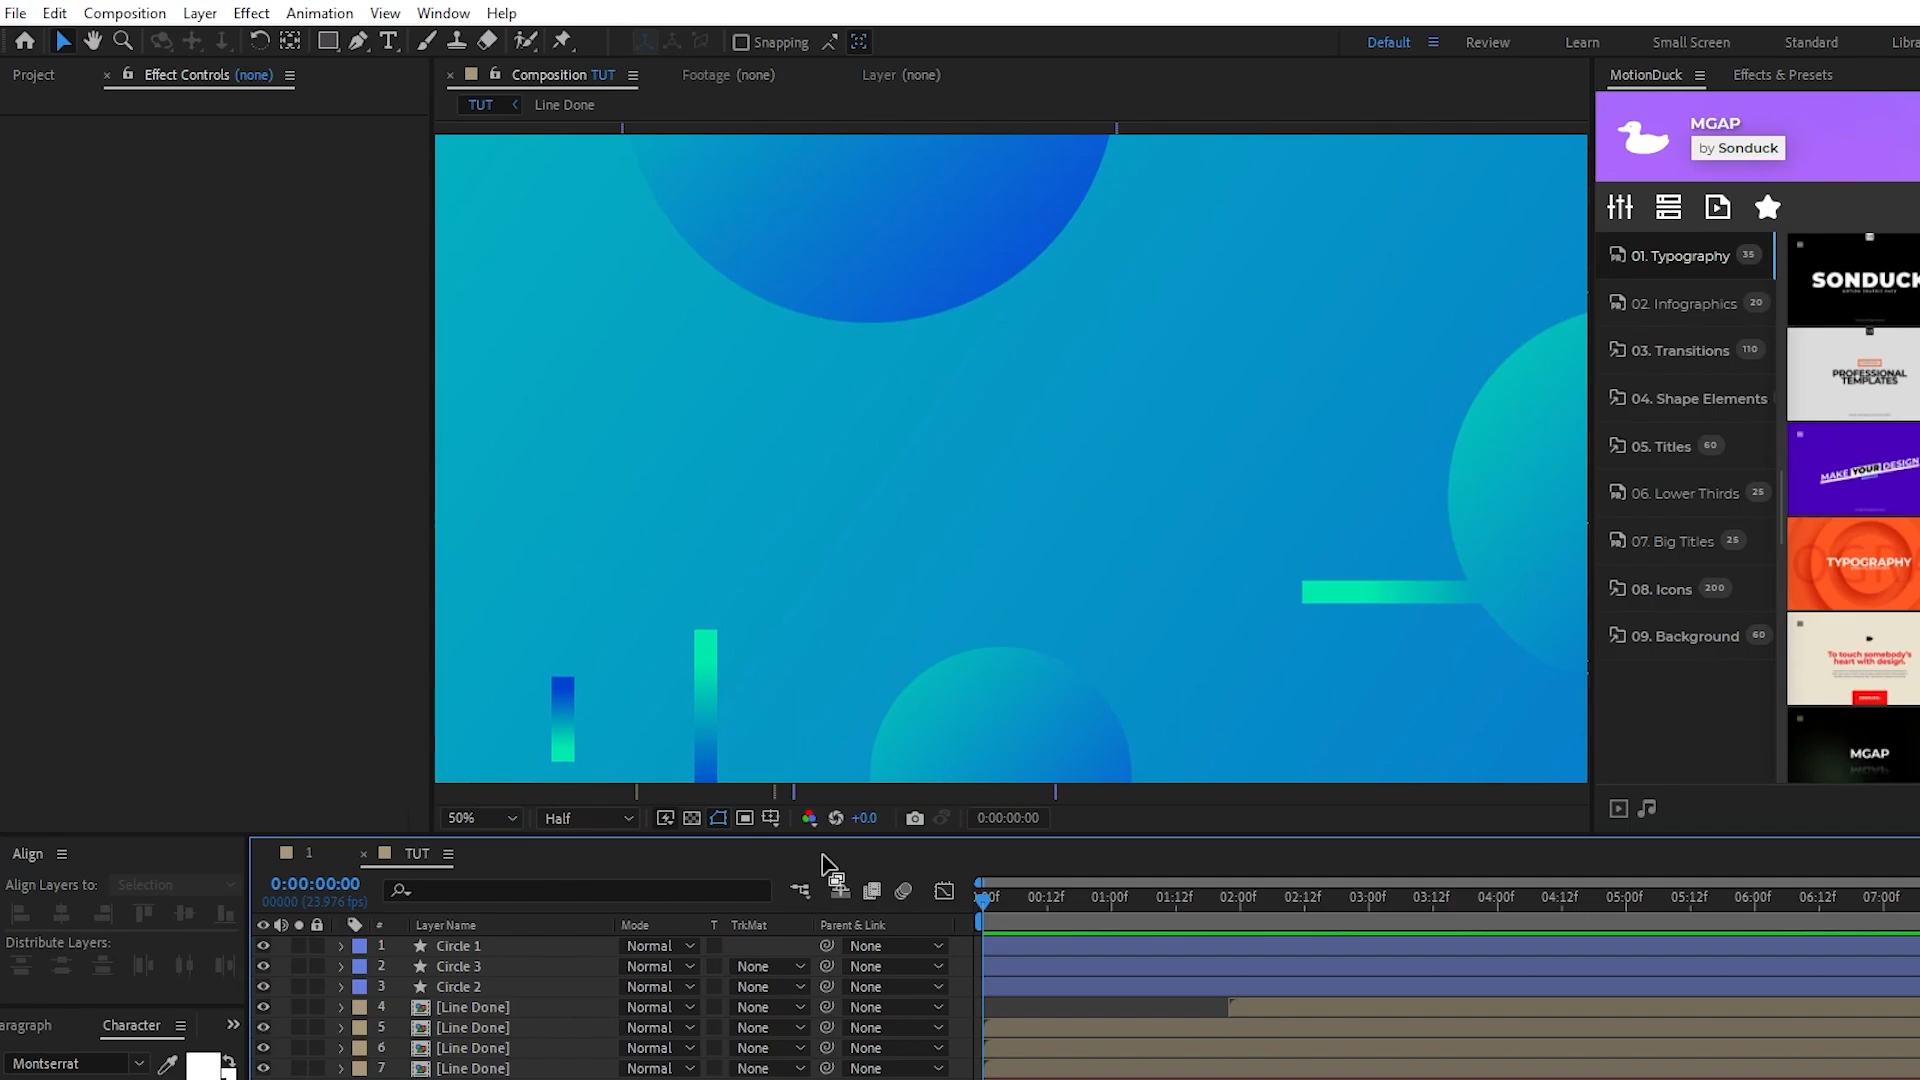 File Edit Composition Layer Effect Animation View Window Help
Snapping Default Review Learn Small Screen Standard
Project × Effect Controls (none) × Composition TUT Footage (none) Layer (none) MotionDuck Effects & Presets
TUT < Line Done
MGAP
by Sonduck
01. Typography 35
02. Infographics 20
03. Transitions 110
04. Shape Elements
05. Titles 60
06. Lower Thirds 25
07. Big Titles 25
08. Icons 200
09. Background 60
SONDUCK
PROFESSIONAL
TEMPLATES
MAKE YOUR DESIGN
TYPOGRAPHY
To touch somebody's
heart with design.
MGAP
50% Half +0.0 0:00:00:00
Align
Align Layers to: Selection
Distribute Layers:
Character
Montserrat
1 × TUT
0:00:00:00
00000 (23.976 fps)
00:12f 01:00f 01:12f 02:00f 02:12f 03:00f 03:12f 04:00f 04:12f 05:00f 05:12f 06:00f 06:12f 07:00f
# Layer Name Mode T TrkMat Parent & Link
1 Circle 1 Normal None
2 Circle 3 Normal None None
3 Circle 2 Normal None None
4 [Line Done] Normal None None
5 [Line Done] Normal None None
6 [Line Done] Normal None None
7 [Line Done] Normal None None